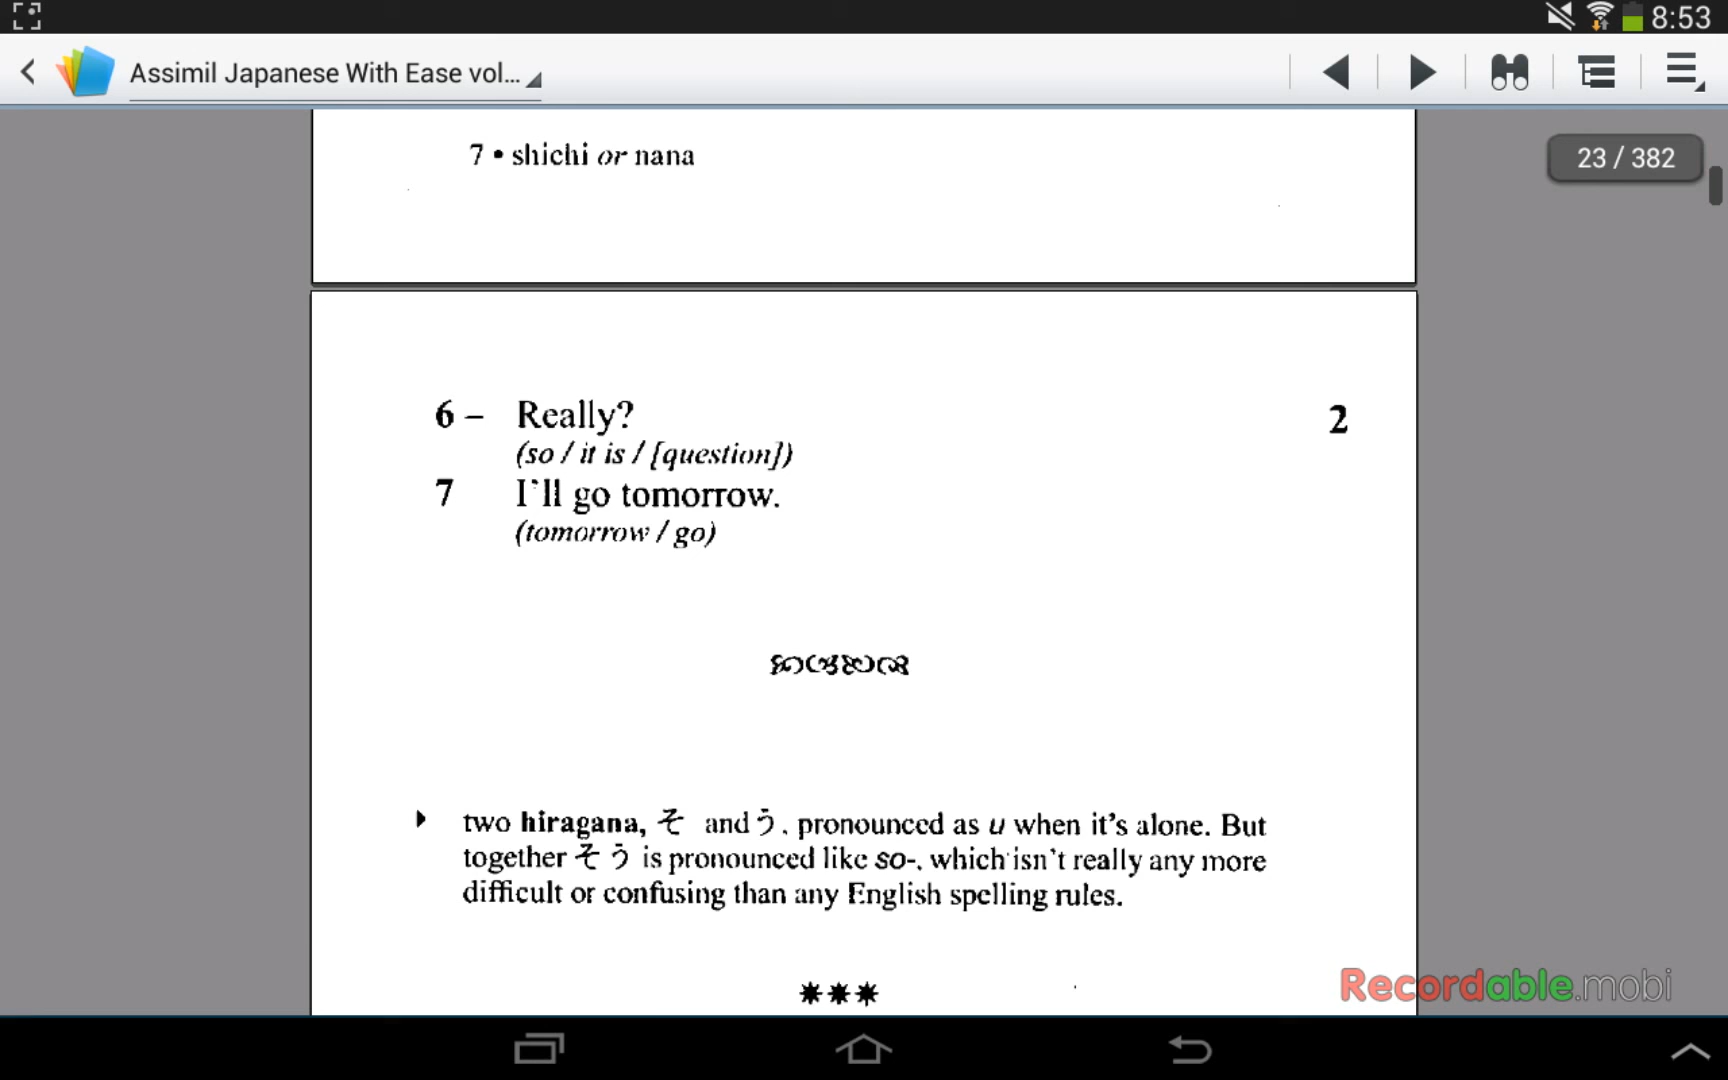 8:53
Assimil Japanese With Ease vol...
7 • shichi or nana
23 / 382
6 – Really? 2
(so / it is / [question])
7 I'll go tomorrow.
(tomorrow / go)
two hiragana, そ and う, pronounced as u when it's alone. But
together そう is pronounced like so-, which isn't really any more
difficult or confusing than any English spelling rules.
✷✷✷
Recordable.mobi